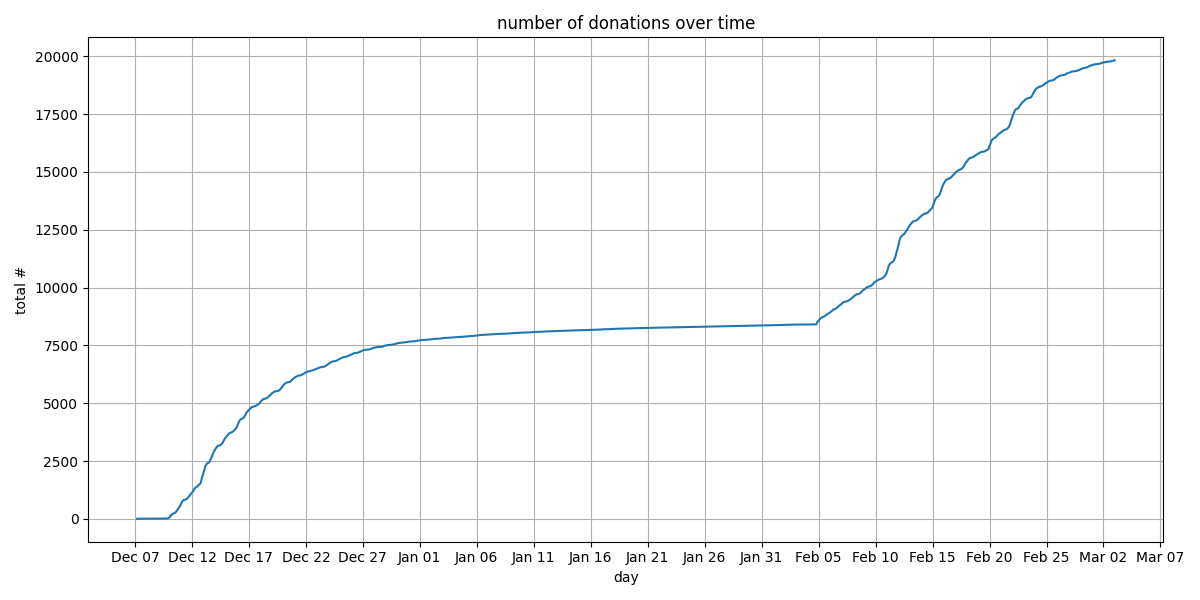 number of donations over time
total #
20000
17500
15000
12500
10000
7500
5000
2500
0
Dec 07 Dec 12 Dec 17 Dec 22 Dec 27 Jan 01 Jan 06 Jan 11 Jan 16 Jan 21 Jan 26 Jan 31 Feb 05 Feb 10 Feb 15 Feb 20 Feb 25 Mar 02 Mar 07
day